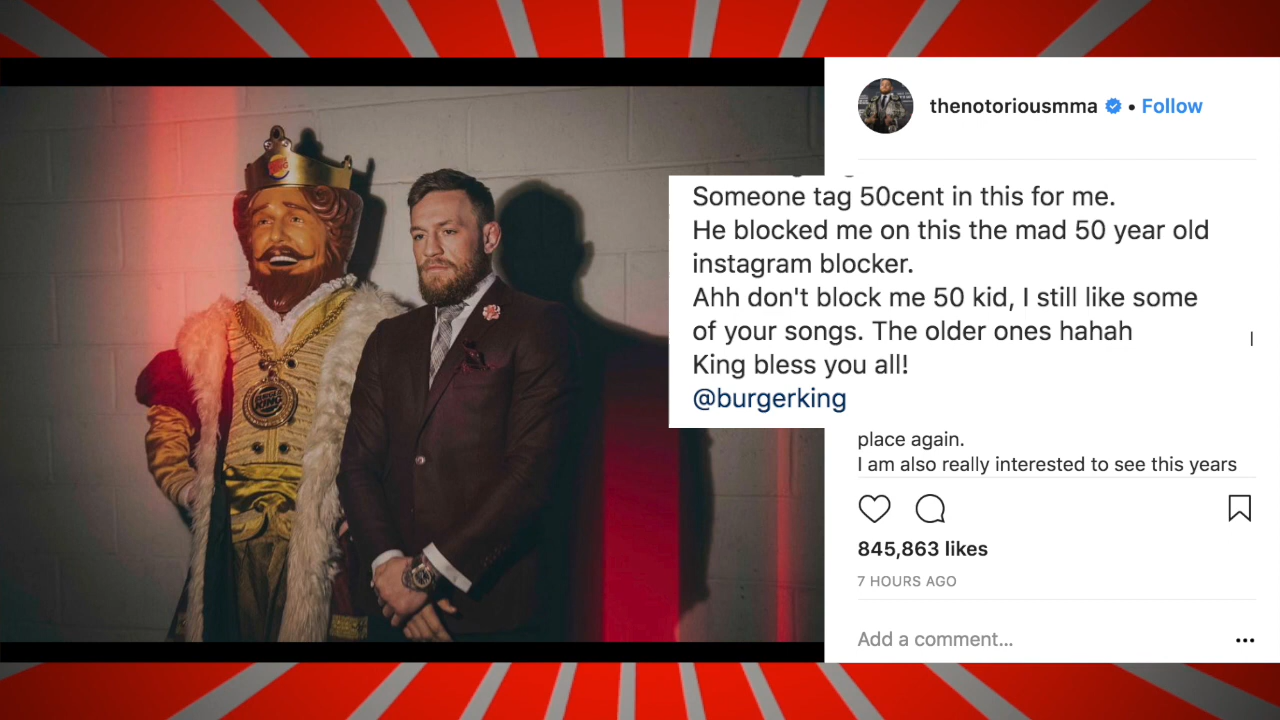 thenotoriousmma • Follow
Someone tag 50cent in this for me.
He blocked me on this the mad 50 year old
instagram blocker.
Ahh don't block me 50 kid, I still like some
of your songs. The older ones hahah
King bless you all!
@burgerking
place again.
I am also really interested to see this years
845,863 likes
7 HOURS AGO
Add a comment...
BURGER
KING